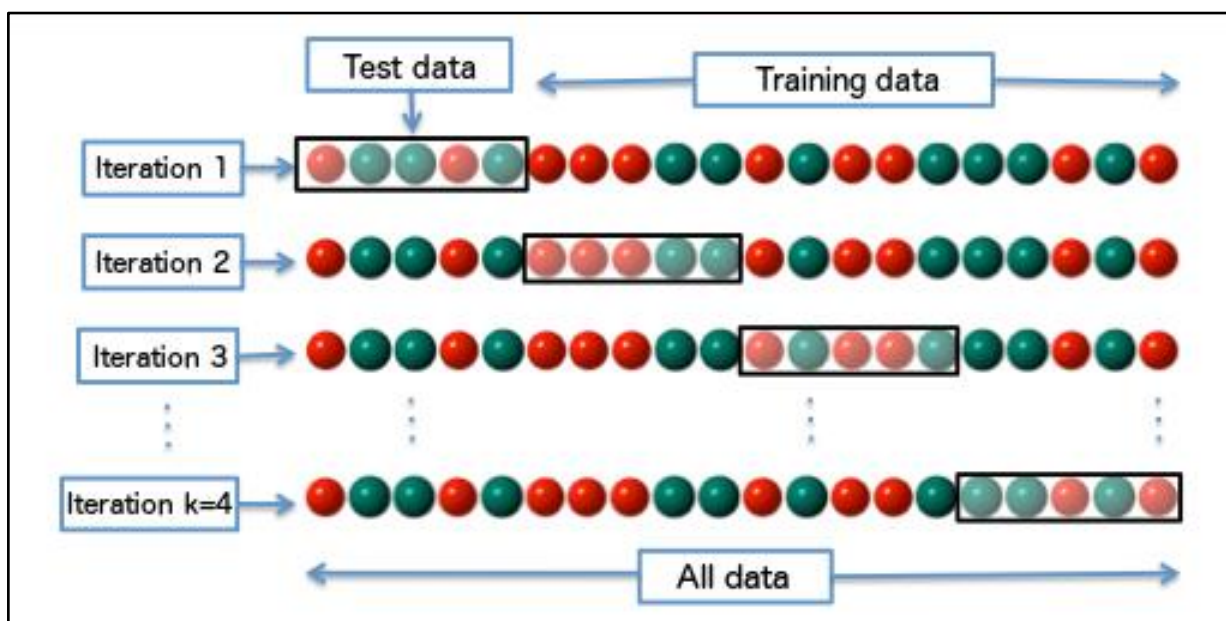 Test data
Training data
Iteration 1
Iteration 2
Iteration 3
Iteration k=4
All data